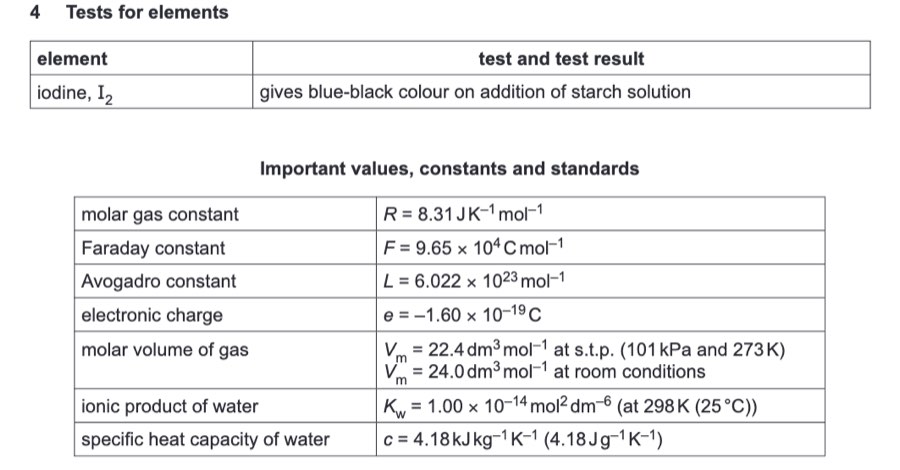 4 Tests for elements
element test and test result
iodine, I₂ gives blue-black colour on addition of starch solution
Important values, constants and standards
molar gas constant R = 8.31 J K⁻¹ mol⁻¹
Faraday constant F = 9.65 × 10⁴ C mol⁻¹
Avogadro constant L = 6.022 × 10²³ mol⁻¹
electronic charge e = −1.60 × 10⁻¹⁹ C
molar volume of gas Vₘ = 22.4 dm³ mol⁻¹ at s.t.p. (101 kPa and 273 K)
Vₘ = 24.0 dm³ mol⁻¹ at room conditions
ionic product of water K_w = 1.00 × 10⁻¹⁴ mol² dm⁻⁶ (at 298 K (25 °C))
specific heat capacity of water c = 4.18 kJ kg⁻¹ K⁻¹ (4.18 J g⁻¹ K⁻¹)